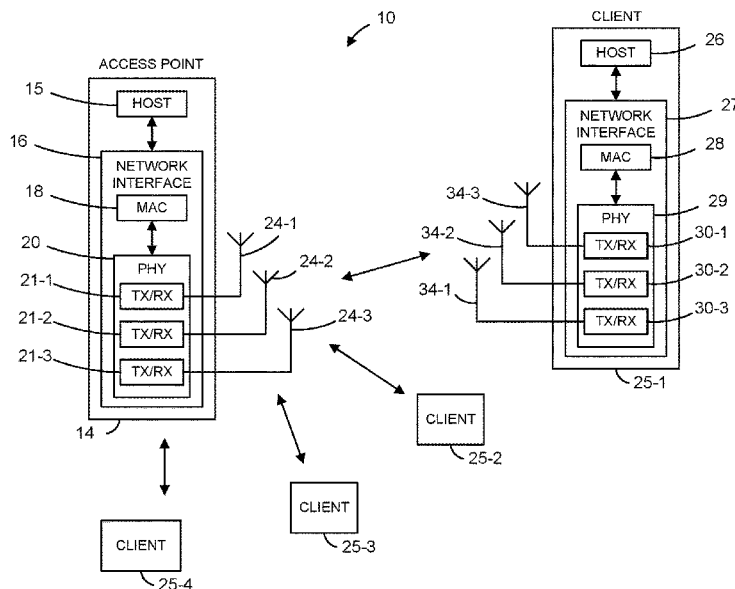 10
ACCESS POINT
15
HOST
16
NETWORK
INTERFACE
18
MAC
20
PHY
21-1
TX/RX
21-2
TX/RX
21-3
TX/RX
14
24-1
24-2
24-3
CLIENT
HOST
26
27
NETWORK
INTERFACE
MAC
28
PHY
29
34-3
TX/RX
30-1
34-2
TX/RX
30-2
34-1
TX/RX
30-3
25-1
CLIENT
25-2
CLIENT
25-3
CLIENT
25-4